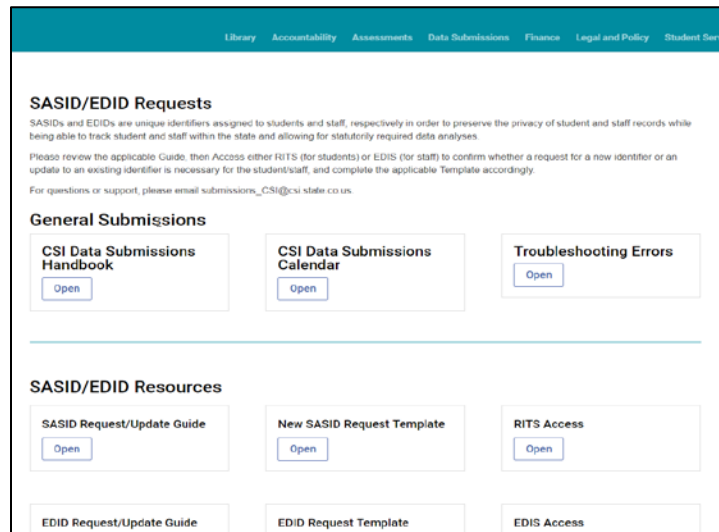 Library Accountability Assessments Data Submissions Finance Legal and Policy Student Ser
SASID/EDID Requests
SASIDs and EDIDs are unique identifiers assigned to students and staff, respectively in order to preserve the privacy of student and staff records while
being able to track student and staff within the state and allowing for statutorily required data analyses.
Please review the applicable Guide, then Access either RITS (for students) or EDIS (for staff) to confirm whether a request for a new identifier or an
update to an existing identifier is necessary for the student/staff, and complete the applicable Template accordingly.
For questions or support, please email submissions_CSI@csi.state.co.us.
General Submissions
CSI Data Submissions Handbook
Open
CSI Data Submissions Calendar
Open
Troubleshooting Errors
Open
SASID/EDID Resources
SASID Request/Update Guide
Open
New SASID Request Template
Open
RITS Access
Open
EDID Request/Update Guide
EDID Request Template
EDIS Access